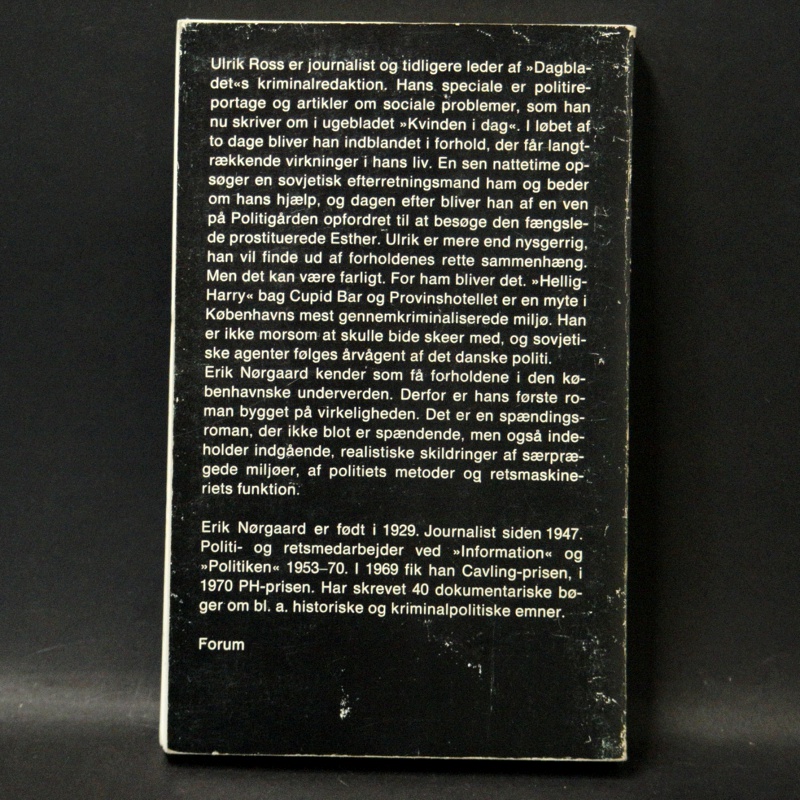 Ulrik Ross er journalist og tidligere leder af »Dagbla-
det«s kriminalredaktion. Hans speciale er politire-
portage og artikler om sociale problemer, som han
nu skriver om i ugebladet »Kvinden i dag«. I løbet af
to dage bliver han indblandet i forhold, der får langt-
rækkende virkninger i hans liv. En sen nattetime op-
søger en sovjetisk efterretningsmand ham og beder
om hans hjælp, og dagen efter bliver han af en ven
på Politigården opfordret til at besøge den fængsle-
de prostituerede Esther. Ulrik er mere end nysgerrig,
han vil finde ud af forholdenes rette sammenhæng.
Men det kan være farligt. For ham bliver det. »Hellig-
Harry« bag Cupid Bar og Provinshotellet er en myte i
Københavns mest gennemkriminaliserede miljø. Han
er ikke morsom at skulle bide skeer med, og sovjeti-
ske agenter følges årvågent af det danske politi.
Erik Nørgaard kender som få forholdene i den kø-
benhavnske underverden. Derfor er hans første ro-
man bygget på virkeligheden. Det er en spændings-
roman, der ikke blot er spændende, men også inde-
holder indgående, realistiske skildringer af særpræ-
gede miljøer, af politiets metoder og retsmaskine-
riets funktion.
Erik Nørgaard er født i 1929. Journalist siden 1947.
Politi- og retsmedarbejder ved »Information« og
»Politiken« 1953–70. I 1969 fik han Cavling-prisen, i
1970 PH-prisen. Har skrevet 40 dokumentariske bø-
ger om bl. a. historiske og kriminalpolitiske emner.
Forum